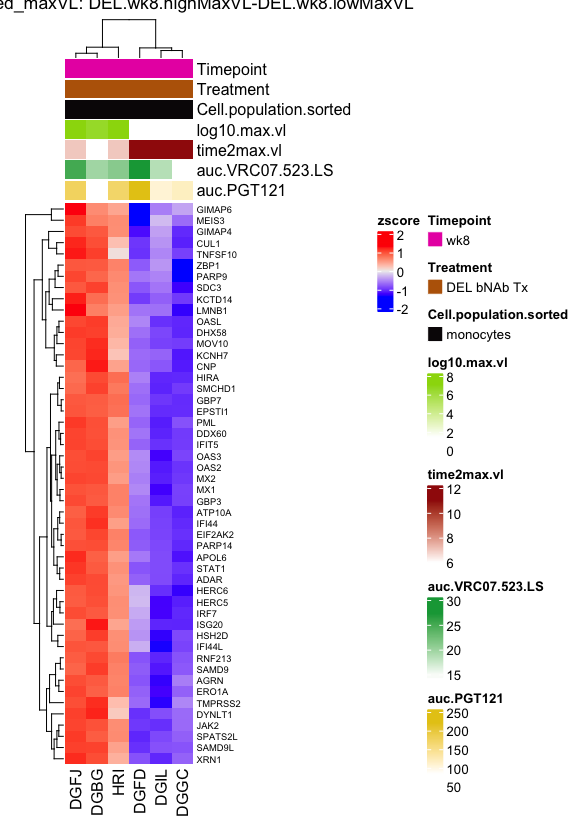 ed_maxVL: DEL.wk8.highMaxVL-DEL.wk8.lowMaxVL
Timepoint
Treatment
Cell.population.sorted
log10.max.vl
time2max.vl
auc.VRC07.523.LS
auc.PGT121
GIMAP6
MEIS3
GIMAP4
CUL1
TNFSF10
ZBP1
PARP9
SDC3
KCTD14
LMNB1
OASL
DHX58
MOV10
KCNH7
CNP
HIRA
SMCHD1
GBP7
EPSTI1
PML
DDX60
IFIT5
OAS3
OAS2
MX2
MX1
GBP3
ATP10A
IFI44
EIF2AK2
PARP14
APOL6
STAT1
ADAR
HERC6
HERC5
IRF7
ISG20
HSH2D
IFI44L
RNF213
SAMD9
AGRN
ERO1A
TMPRSS2
DYNLT1
JAK2
SPATS2L
SAMD9L
XRN1
DGFJ
DGBG
HRI
DGFD
DGIL
DGGC
zscore
2
1
0
-1
-2
Timepoint
wk8
Treatment
DEL bNAb Tx
Cell.population.sorted
monocytes
log10.max.vl
8
6
4
2
0
time2max.vl
12
10
8
6
auc.VRC07.523.LS
30
25
20
15
auc.PGT121
250
200
150
100
50